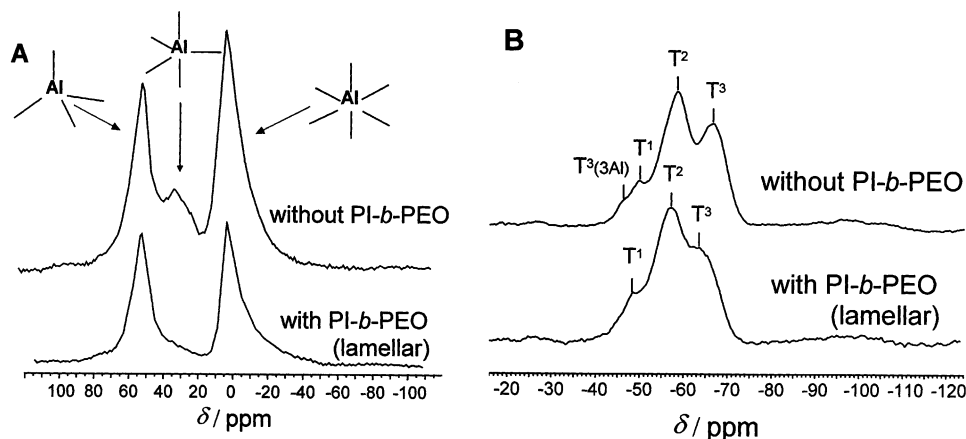 A
Al
Al
Al
without PI-b-PEO
with PI-b-PEO
(lamellar)
100 80 60 40 20 0 -20 -40 -60 -80 -100
δ / ppm
B
T²
T³
T¹
T³(3Al)
without PI-b-PEO
T²
T³
T¹
with PI-b-PEO
(lamellar)
-20 -30 -40 -50 -60 -70 -80 -90 -100 -110 -120
δ / ppm